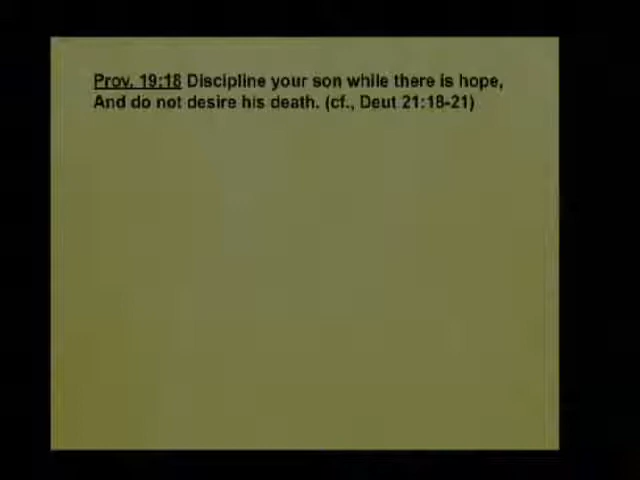 Prov. 19:18 Discipline your son while there is hope,
And do not desire his death. (cf., Deut 21:18-21)